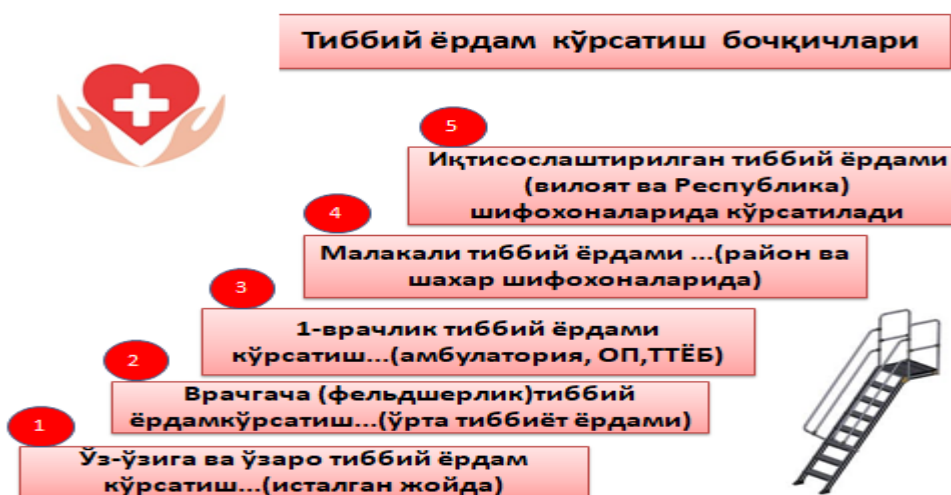 Тиббий ёрдам кўрсатиш бочқичлари
5
Иқтисослаштирилган тиббий ёрдами
(вилоят ва Республика)
шифохоналарида кўрсатилади
4
Малакали тиббий ёрдами ...(район ва
шахар шифохоналарида)
3
1-врачлик тиббий ёрдами
кўрсатиш...(амбулатория, ОП,ТТЁБ)
2
Врачгача (фельдшерлик)тиббий
ёрдамкўрсатиш...(ўрта тиббиёт ёрдами)
1
Ўз-ўзига ва ўзаро тиббий ёрдам
кўрсатиш...(исталган жойда)